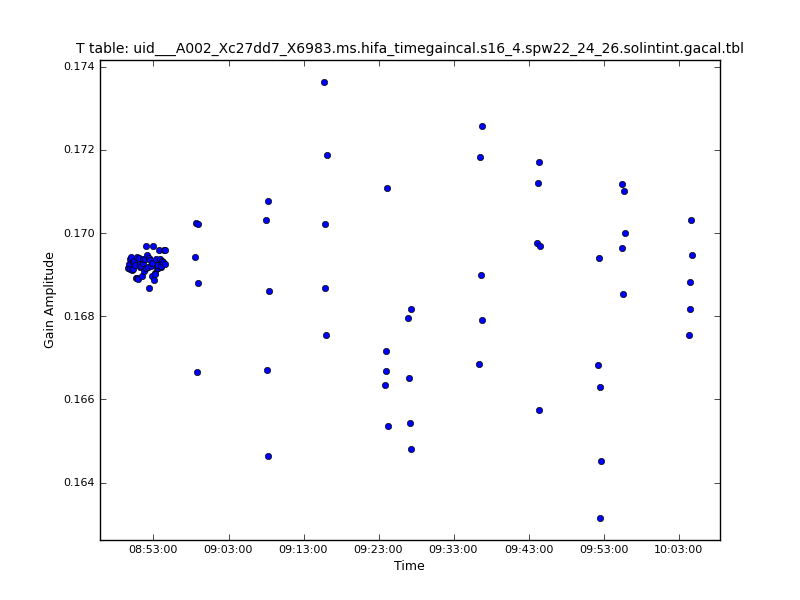 T table: uid___A002_Xc27dd7_X6983.ms.hifa_timegaincal.s16_4.spw22_24_26.solintint.gacal.tbl
0.174
0.172
0.170
0.168
0.166
0.164
Gain Amplitude
08:53:00 09:03:00 09:13:00 09:23:00 09:33:00 09:43:00 09:53:00 10:03:00
Time